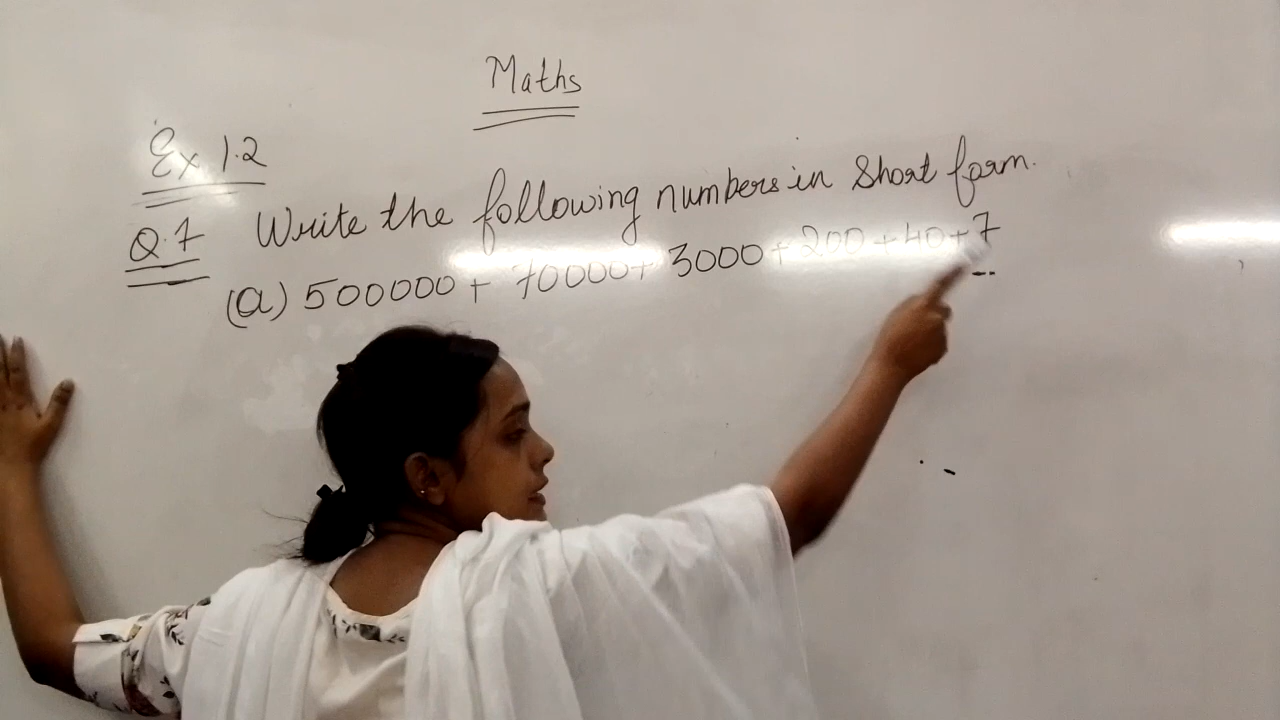 Maths
Ex 1.2
Q.7 Write the following numbers in Short form.
(a) 500000 + 70000 + 3000 + 200 + 40 + 7